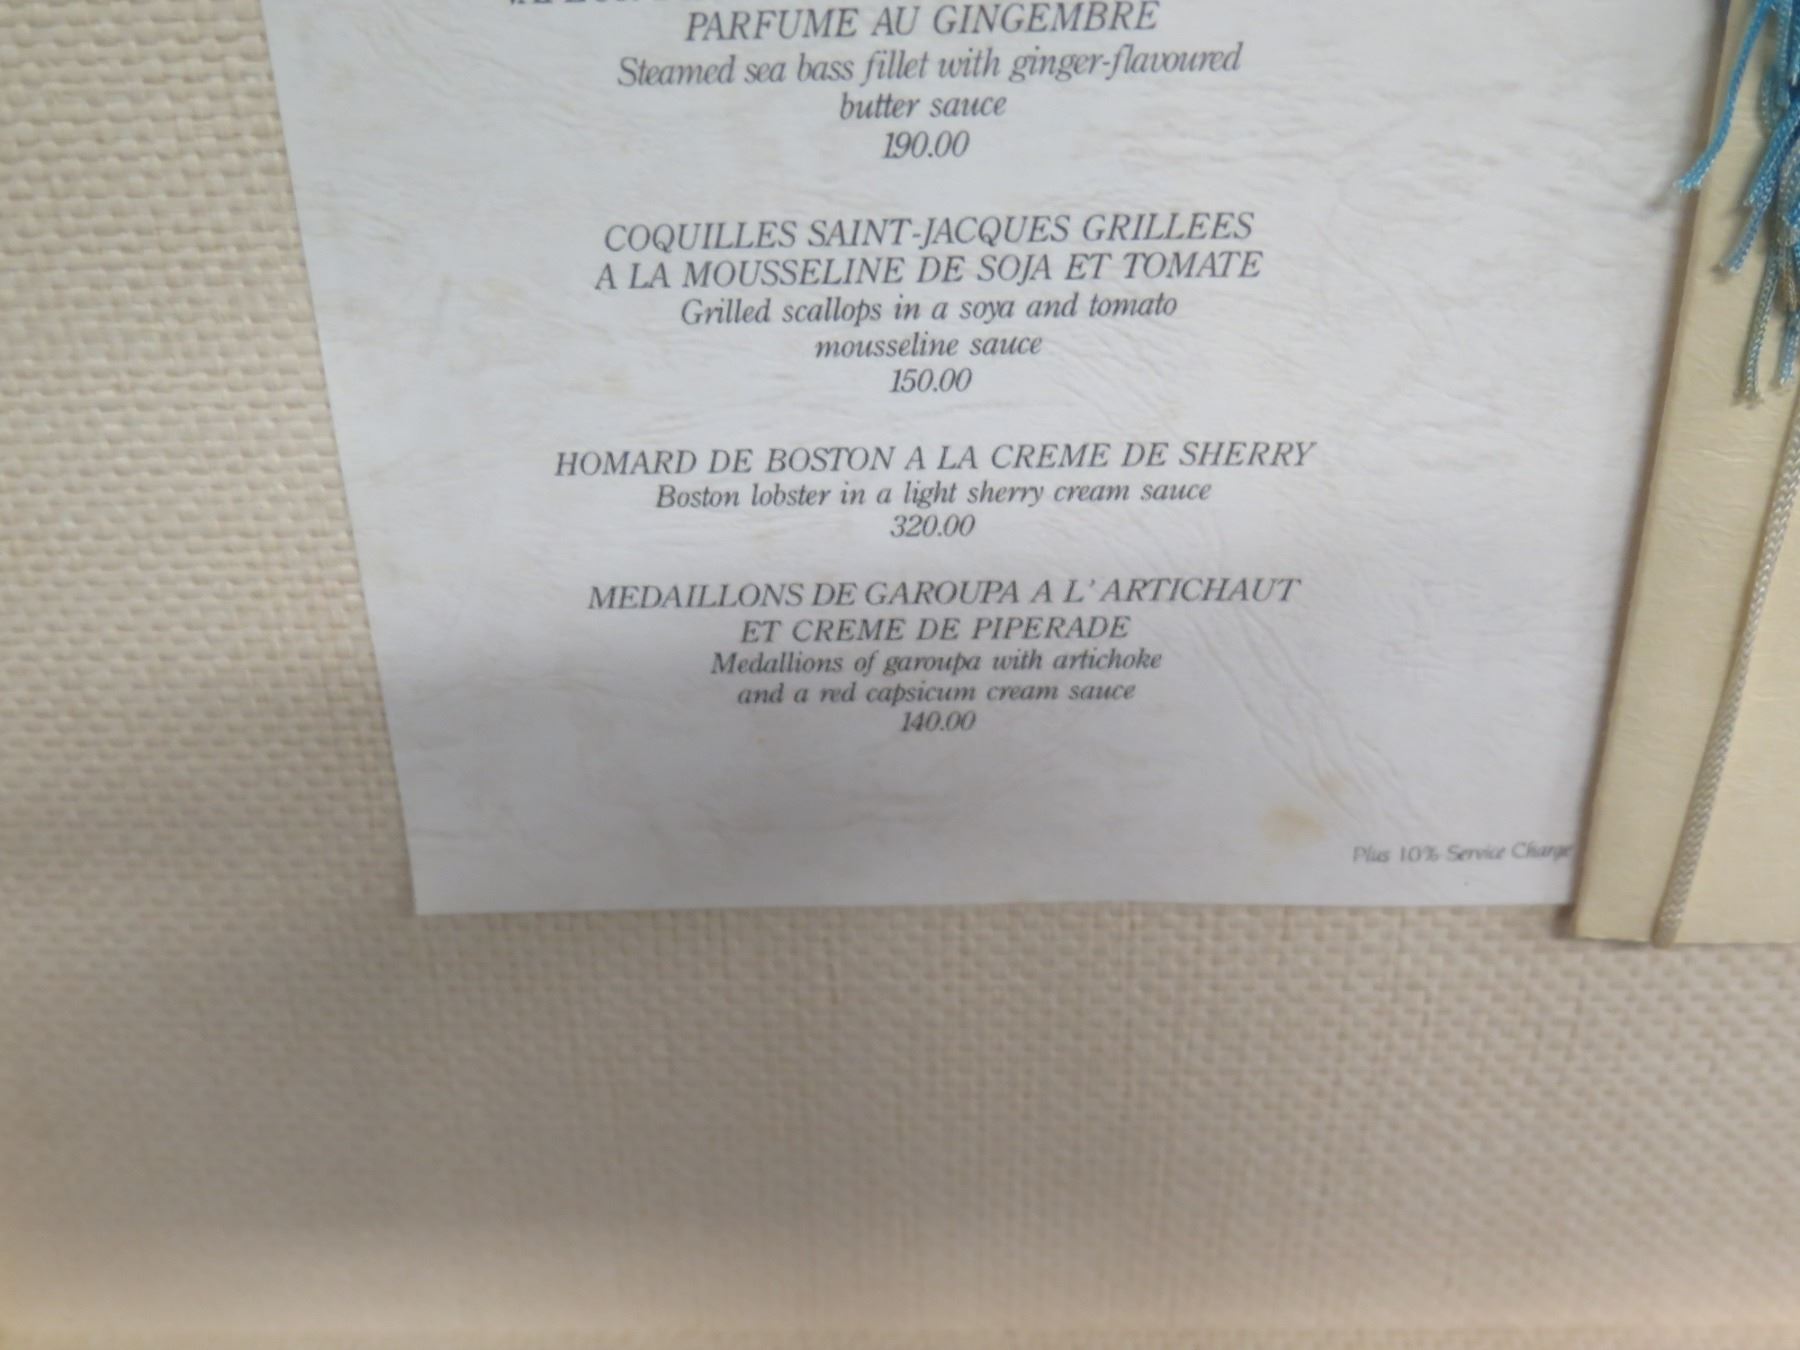 PARFUME AU GINGEMBRE
Steamed sea bass fillet with ginger-flavoured
butter sauce
190.00
COQUILLES SAINT-JACQUES GRILLEES
A LA MOUSSELINE DE SOJA ET TOMATE
Grilled scallops in a soya and tomato
mousseline sauce
150.00
HOMARD DE BOSTON A LA CREME DE SHERRY
Boston lobster in a light sherry cream sauce
320.00
MEDAILLONS DE GAROUPA A L' ARTICHAUT
ET CREME DE PIPERADE
Medallions of garoupa with artichoke
and a red capsicum cream sauce
140.00
Plus 10% Service Charge